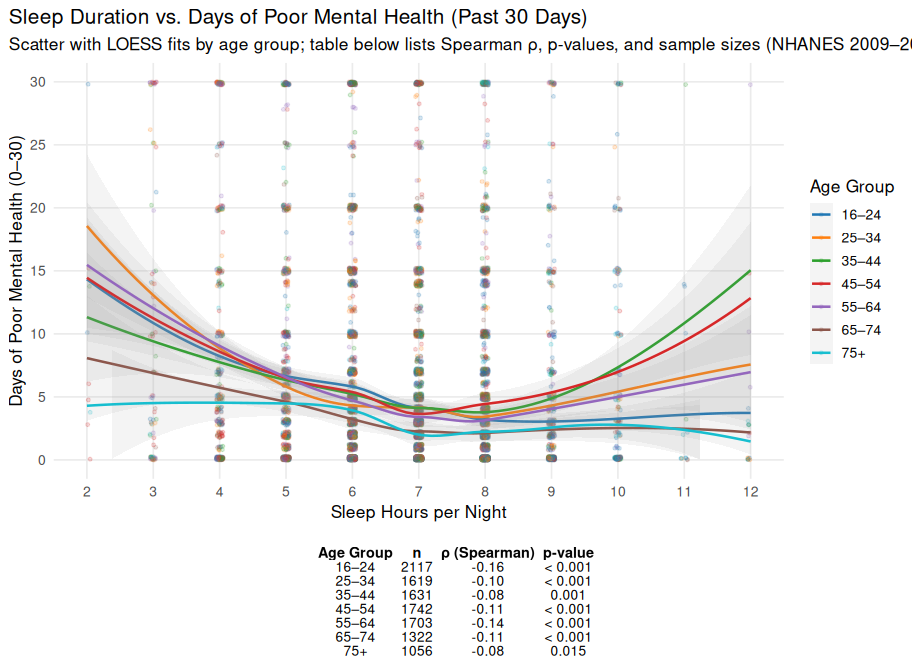 Sleep Duration vs. Days of Poor Mental Health (Past 30 Days)
Scatter with LOESS fits by age group; table below lists Spearman ρ, p-values, and sample sizes (NHANES 2009–20
Days of Poor Mental Health (0–30)
30
25
20
15
10
5
0
2 3 4 5 6 7 8 9 10 11 12
Sleep Hours per Night
Age Group
16–24
25–34
35–44
45–54
55–64
65–74
75+
Age Group n ρ (Spearman) p-value
16–24 2117 -0.16 < 0.001
25–34 1619 -0.10 < 0.001
35–44 1631 -0.08 0.001
45–54 1742 -0.11 < 0.001
55–64 1703 -0.14 < 0.001
65–74 1322 -0.11 < 0.001
75+ 1056 -0.08 0.015